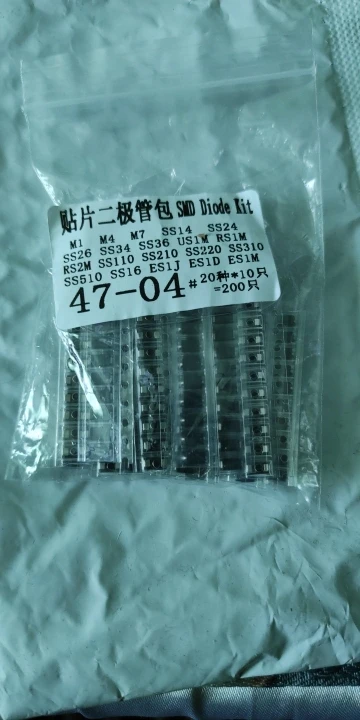 贴片二极管包 SMD Diode Kit
M1 M4 M7 SS14 SS24
SS26 SS34 SS36 US1M RS1M
RS2M SS110 SS210 SS220 SS310
SS510 SS16 ES1J ES1D ES1M
47-04# 20种*10只
=200只